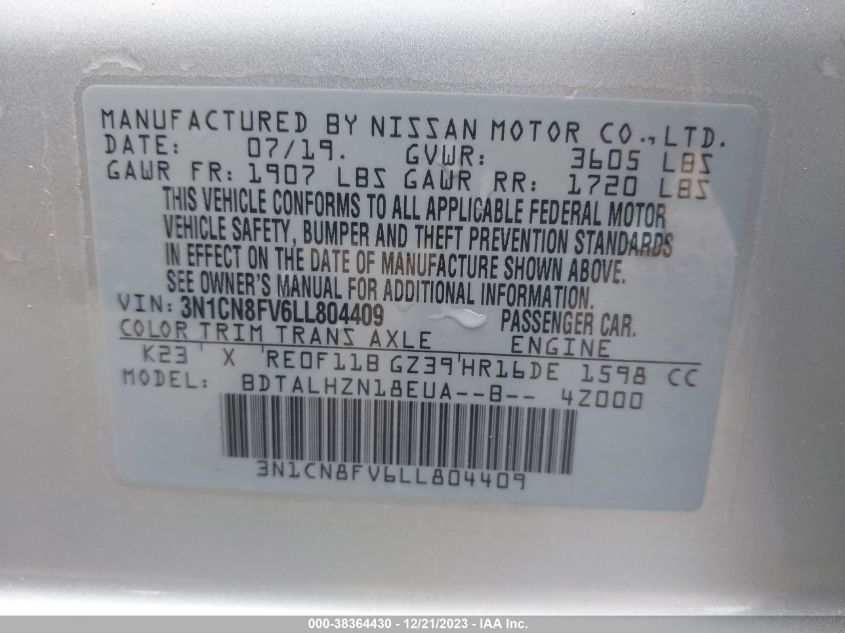 MANUFACTURED BY NISSAN MOTOR CO.,LTD.
DATE: 07/19. GVWR: 3605 LBS
GAWR FR: 1907 LBS GAWR RR: 1720 LBS
THIS VEHICLE CONFORMS TO ALL APPLICABLE FEDERAL MOTOR
VEHICLE SAFETY, BUMPER AND THEFT PREVENTION STANDARDS
IN EFFECT ON THE DATE OF MANUFACTURE SHOWN ABOVE.
SEE OWNER'S MANUAL FOR ADDITIONAL INFORMATION.
VIN: 3N1CN8FV6LL804409 PASSENGER CAR.
COLOR TRIM TRANS AXLE ENGINE
K23 ' X 'RE0F11B GZ39'HR16DE 1598 CC
MODEL: BDTALHZN18EUA--B-- 4Z000
3N1CN8FV6LL804409
000-38364430 - 12/21/2023 - IAA Inc.